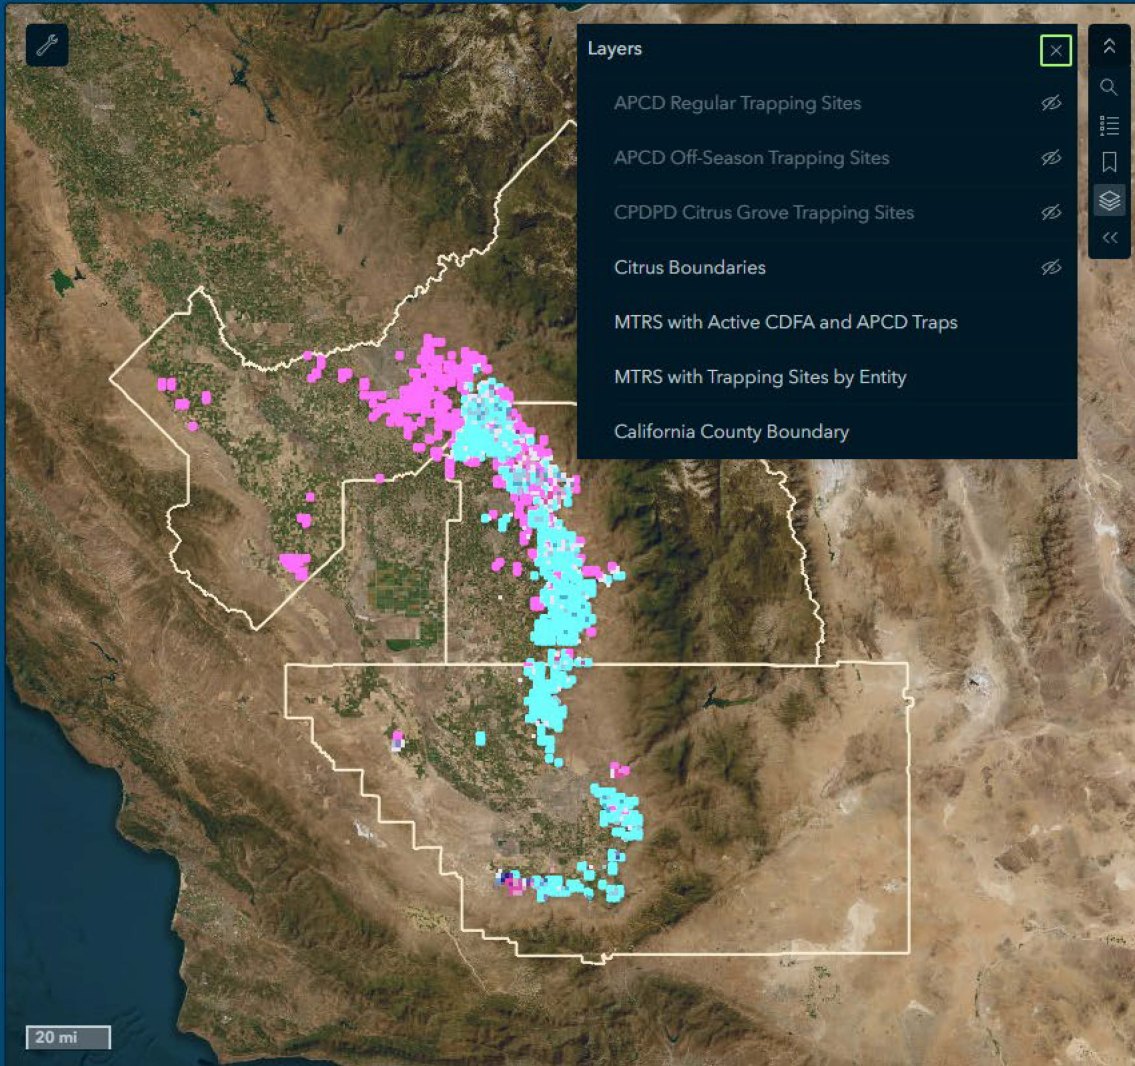 Layers
APCD Regular Trapping Sites
APCD Off-Season Trapping Sites
CPDPD Citrus Grove Trapping Sites
Citrus Boundaries
MTRS with Active CDFA and APCD Traps
MTRS with Trapping Sites by Entity
California County Boundary
20 mi